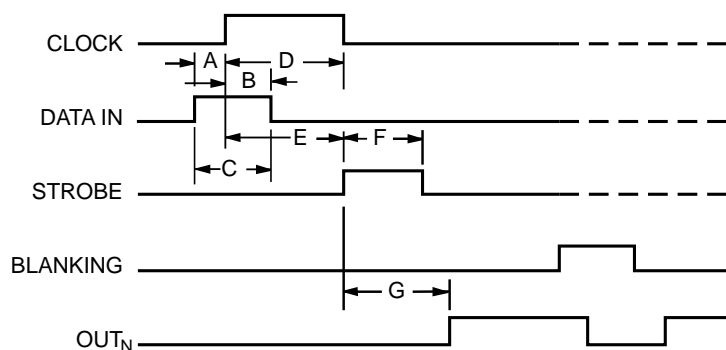 CLOCK
A D
B
DATA IN
E F
C
STROBE
BLANKING
G
OUTN